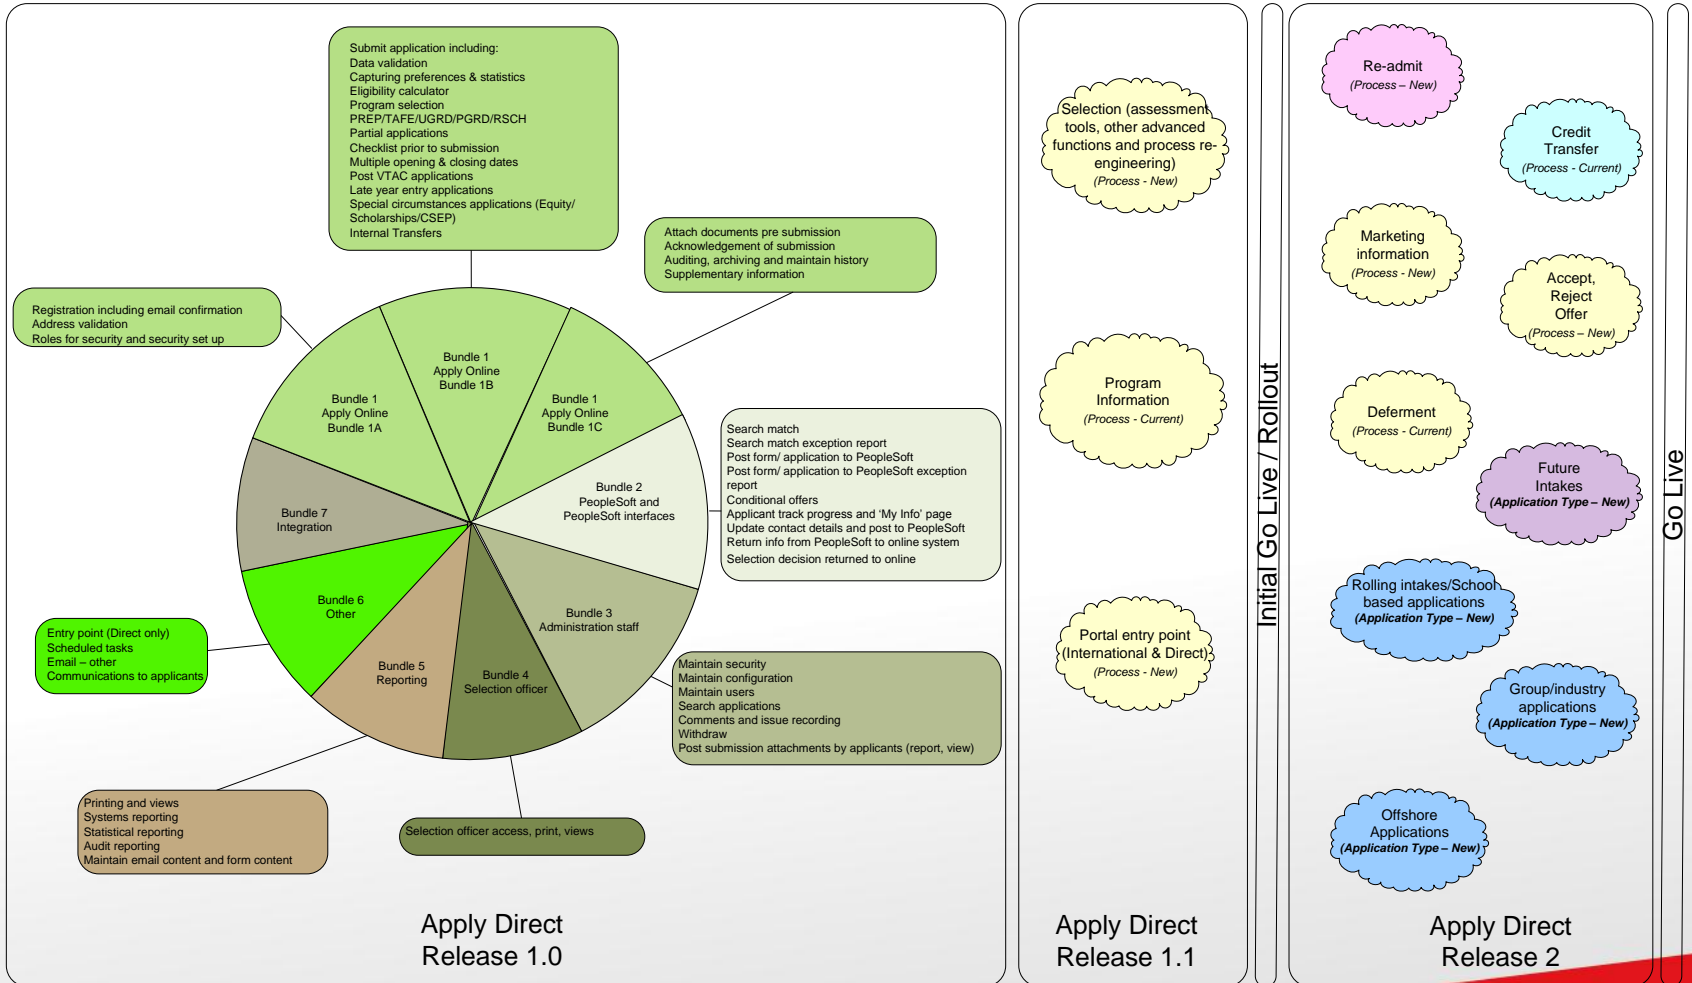 Submit application including:
Data validation
Capturing preferences & statistics
Eligibility calculator
Program selection
PREP/TAFE/UGRD/PGRD/RSCH
Partial applications
Checklist prior to submission
Multiple opening & closing dates
Post VTAC applications
Late year entry applications
Special circumstances applications (Equity/
Scholarships/CSEP)
Internal Transfers
Attach documents pre submission
Acknowledgement of submission
Auditing, archiving and maintain history
Supplementary information
Registration including email confirmation
Address validation
Roles for security and security set up
Bundle 1
Apply Online
Bundle 1A
Bundle 1
Apply Online
Bundle 1B
Bundle 1
Apply Online
Bundle 1C
Bundle 2
PeopleSoft and
PeopleSoft interfaces
Search match
Search match exception report
Post form/ application to PeopleSoft
Post form/ application to PeopleSoft exception
report
Conditional offers
Applicant track progress and ‘My Info’ page
Update contact details and post to PeopleSoft
Return info from PeopleSoft to online system
Selection decision returned to online
Bundle 7
Integration
Bundle 6
Other
Bundle 5
Reporting
Bundle 4
Selection officer
Bundle 3
Administration staff
Entry point (Direct only)
Scheduled tasks
Email – other
Communications to applicants
Maintain security
Maintain configuration
Maintain users
Search applications
Comments and issue recording
Withdraw
Post submission attachments by applicants (report, view)
Printing and views
Systems reporting
Statistical reporting
Audit reporting
Maintain email content and form content
Selection officer access, print, views
Apply Direct
Release 1.0
Selection (assessment
tools, other advanced
functions and process re-
engineering)
(Process - New)
Program
Information
(Process - Current)
Portal entry point
(International & Direct)
(Process - New)
Apply Direct
Release 1.1
Initial Go Live / Rollout
Re-admit
(Process – New)
Credit
Transfer
(Process - Current)
Marketing
information
(Process – New)
Accept,
Reject
Offer
(Process – New)
Deferment
(Process - Current)
Future
Intakes
(Application Type – New)
Rolling intakes/School
based applications
(Application Type – New)
Group/industry
applications
(Application Type – New)
Offshore
Applications
(Application Type – New)
Apply Direct
Release 2
Go Live